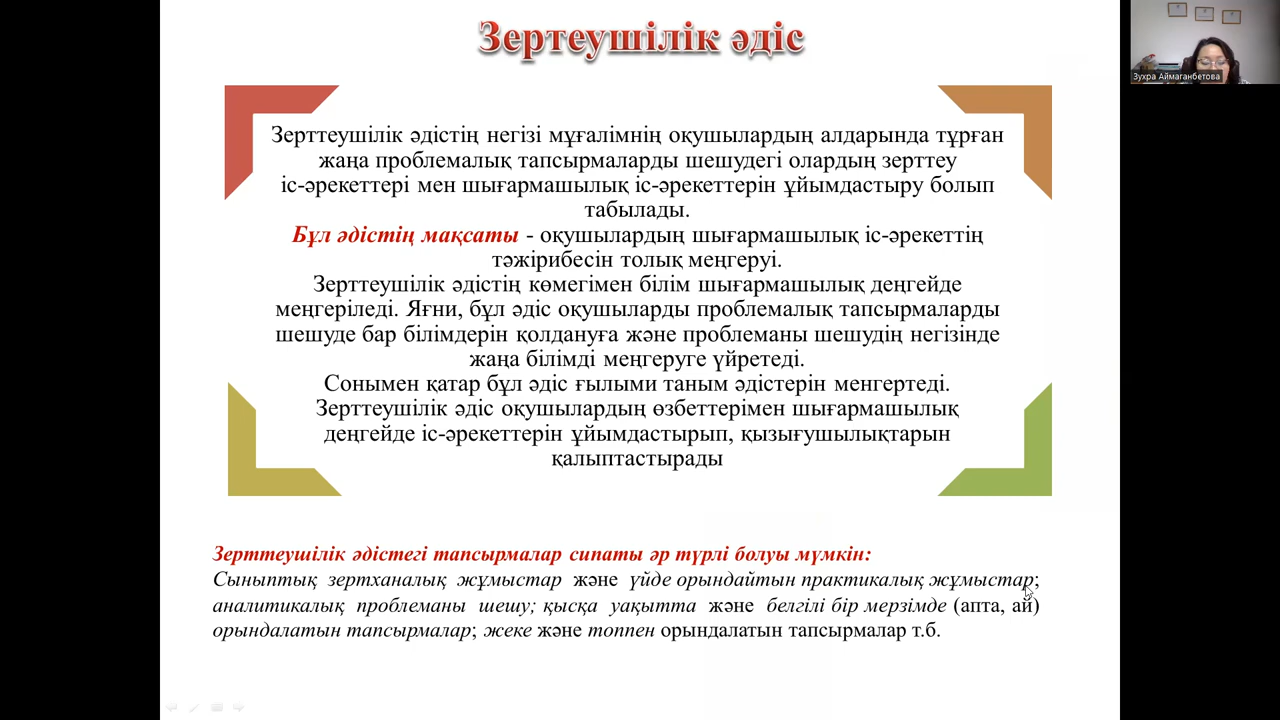 Зертеушілік әдіс
Зухра Аймаганбетова
Зерттеушілік әдістің негізі мұғалімнің оқушылардың алдарында тұрған
жаңа проблемалық тапсырмаларды шешудегі олардың зерттеу
іс-әрекеттері мен шығармашылық іс-әрекеттерін ұйымдастыру болып
табылады.
Бұл әдістің мақсаты - оқушылардың шығармашылық іс-әрекеттің
тәжірибесін толық меңгеруі.
Зерттеушілік әдістің көмегімен білім шығармашылық деңгейде
меңгеріледі. Яғни, бұл әдіс оқушыларды проблемалық тапсырмаларды
шешуде бар білімдерін қолдануға және проблеманы шешудің негізінде
жаңа білімді меңгеруге үйретеді.
Сонымен қатар бұл әдіс ғылыми таным әдістерін менгертеді.
Зерттеушілік әдіс оқушылардың өзбеттерімен шығармашылық
деңгейде іс-әрекеттерін ұйымдастырып, қызығушылықтарын
қалыптастырады
Зерттеушілік әдістегі тапсырмалар сипаты әр түрлі болуы мүмкін:
Сыныптық зертханалық жұмыстар және үйде орындайтын практикалық жұмыстар;
аналитикалық проблеманы шешу; қысқа уақытта және белгілі бір мерзімде (апта, ай)
орындалатын тапсырмалар; жеке және топпен орындалатын тапсырмалар т.б.